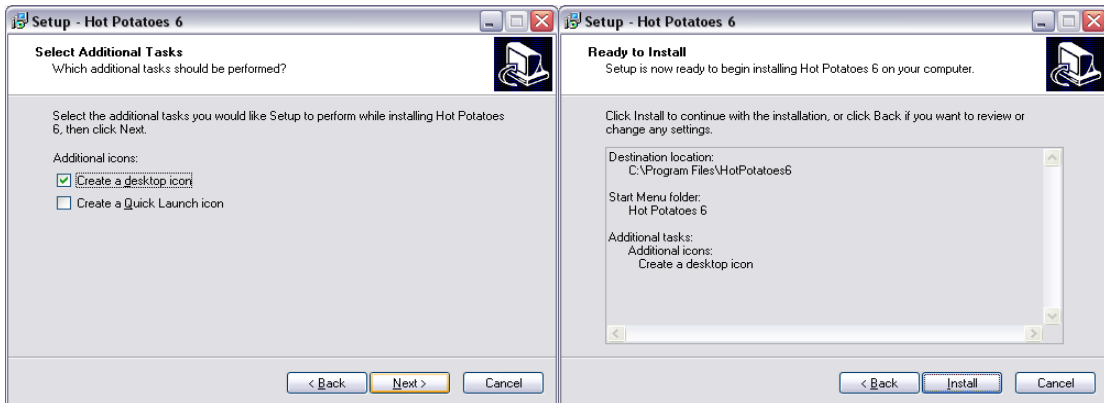 Setup - Hot Potatoes 6
Select Additional Tasks
Which additional tasks should be performed?
Select the additional tasks you would like Setup to perform while installing Hot Potatoes
6, then click Next.
Additional icons:
Create a desktop icon
Create a Quick Launch icon
< Back
Next >
Cancel
Setup - Hot Potatoes 6
Ready to Install
Setup is now ready to begin installing Hot Potatoes 6 on your computer.
Click Install to continue with the installation, or click Back if you want to review or
change any settings.
Destination location:
C:\Program Files\HotPotatoes6
Start Menu folder:
Hot Potatoes 6
Additional tasks:
Additional icons:
Create a desktop icon
< Back
Install
Cancel